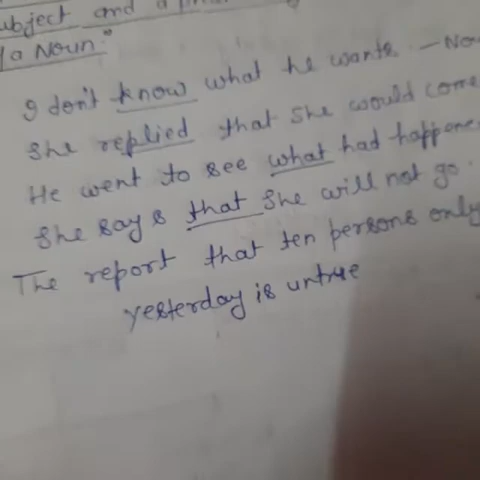 ubject and a
a Noun"
I don't know what he wants. - No
She replied that she would come
He went to see what had happene
She says that she will not go.
The report that ten persons only
yesterday is untrue